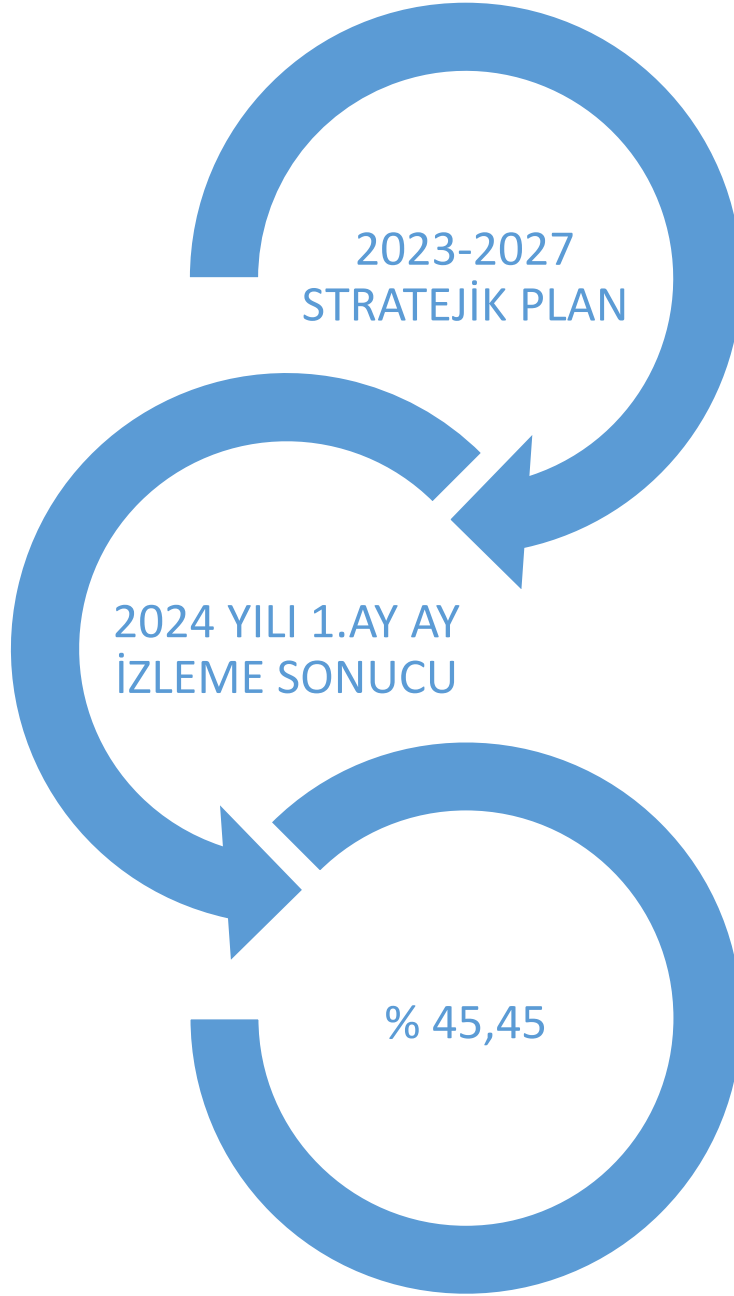 2023-2027
STRATEJİK PLAN
2024 YILI 1.AY AY
İZLEME SONUCU
% 45,45